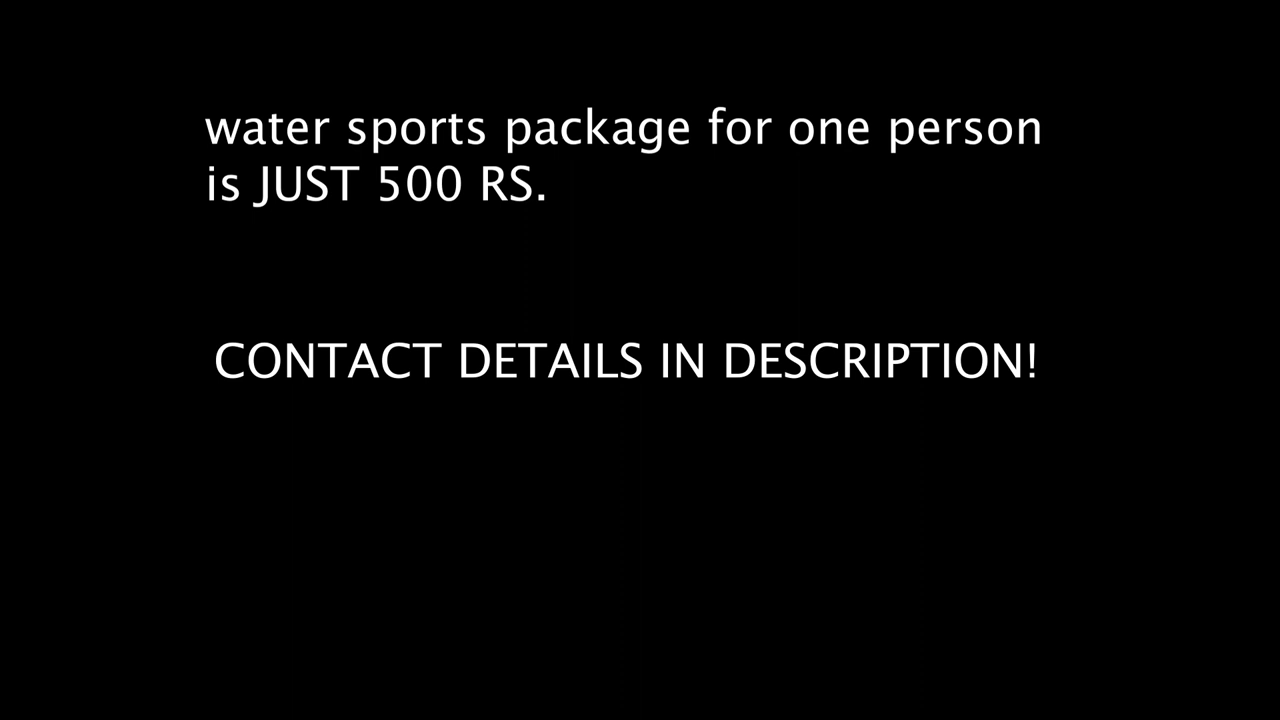 water sports package for one person
is JUST 500 RS.
CONTACT DETAILS IN DESCRIPTION!